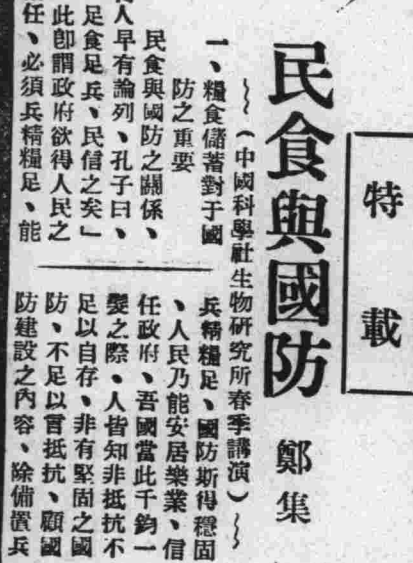 特載
民食與國防
鄭集
(中國科學社生物研究所春季講演)
一、糧食儲蓄對于國
防之重要
民食與國防之關係、
人早有論列、孔子曰、
足食足兵、民信之矣」
此卽謂政府欲得人民之
任、必須兵精糧足、能
兵精糧足、國防斯得穩固
、人民乃能安居樂業、信
任政府、吾國當此千鈞一
髮之際、人皆知非抵抗不
足以自存、非有堅固之國
防、不足以言抵抗、顧國
防建設之內容、除備置兵